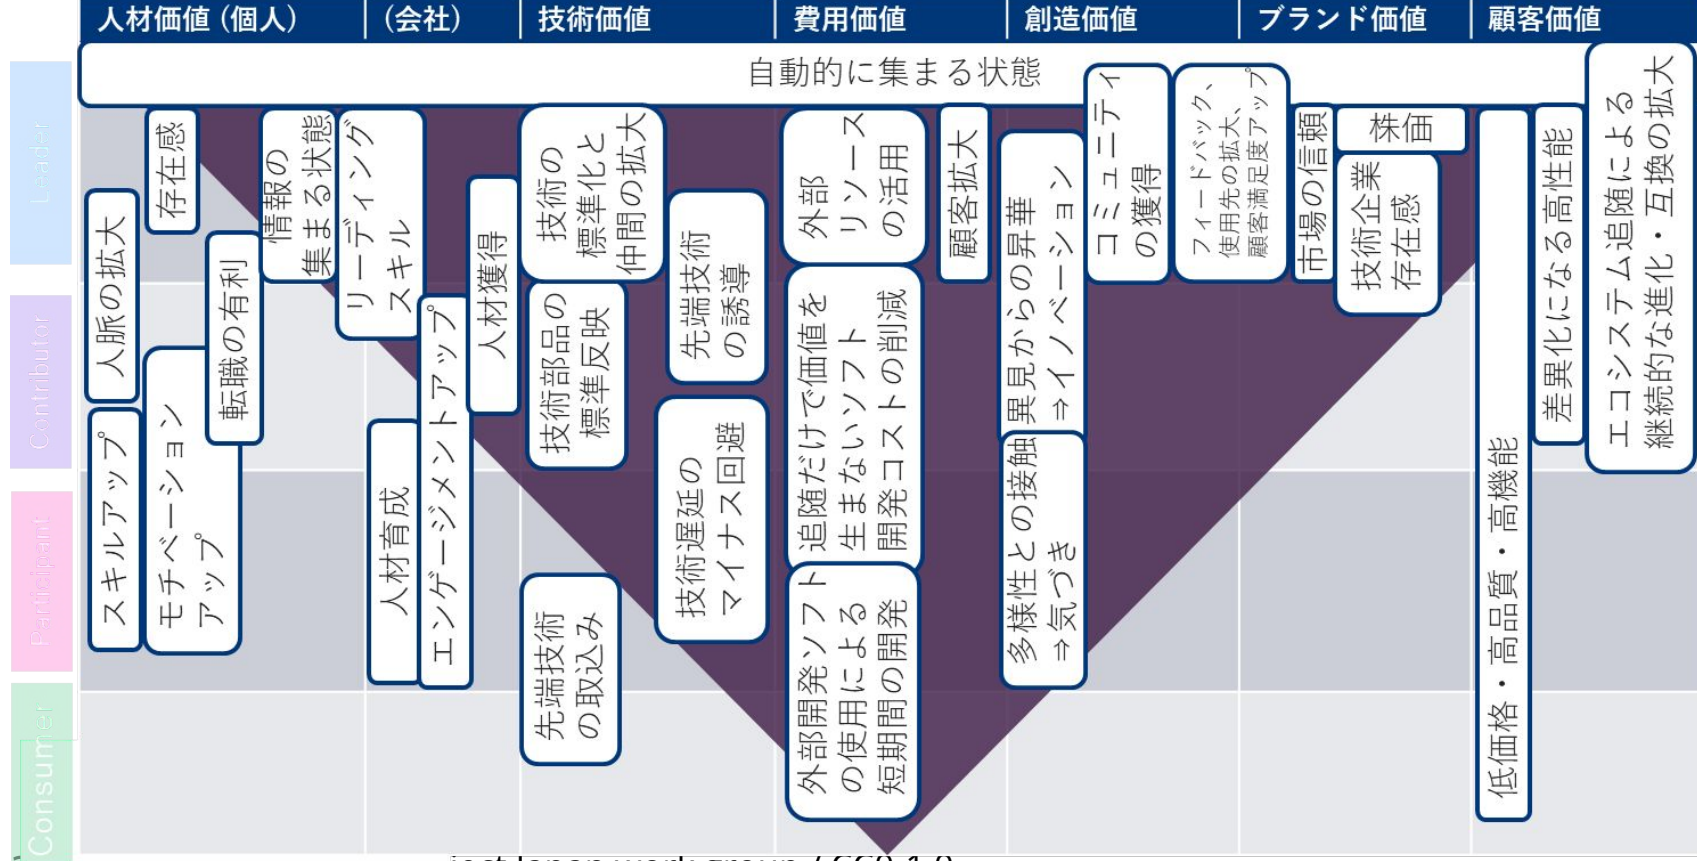 人材価値 (個人)
(会社)
技術価値
費用価値
創造価値
ブランド価値
顧客価値
自動的に集まる状態
Leader
Contributor
Participant
Consumer
人脈の拡大
存在感
スキルアップ
モチベーション
アップ
転職の有利
情報の
集まる状態
リーディング
スキル
人材育成
エンゲージメントアップ
人材獲得
技術の
標準化と
仲間の拡大
技術部品の
標準反映
先端技術
の誘導
技術遅延の
マイナス回避
先端技術
の取込み
外部
リソース
の活用
追随だけで価値を
生まないソフト
開発コストの削減
外部開発ソフト
の使用による
短期間の開発
顧客拡大
異見からの昇華
⇒イノベーション
多様性との接触
⇒気づき
コミュニティ
の獲得
フィードバック、
使用先の拡大、
顧客満足度アップ
市場の信頼
株価
技術企業
存在感
低価格・高品質・高機能
差異化になる高性能
エコシステム追随による
継続的な進化・互換の拡大